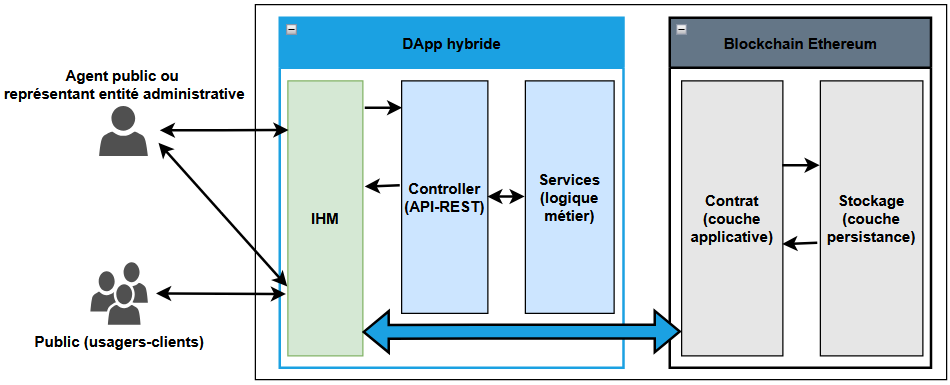 DApp hybride
Blockchain Ethereum
Agent public ou
représentant entité administrative
IHM
Controller
(API-REST)
Services
(logique
métier)
Contrat
(couche
applicative)
Stockage
(couche
persistance)
Public (usagers-clients)